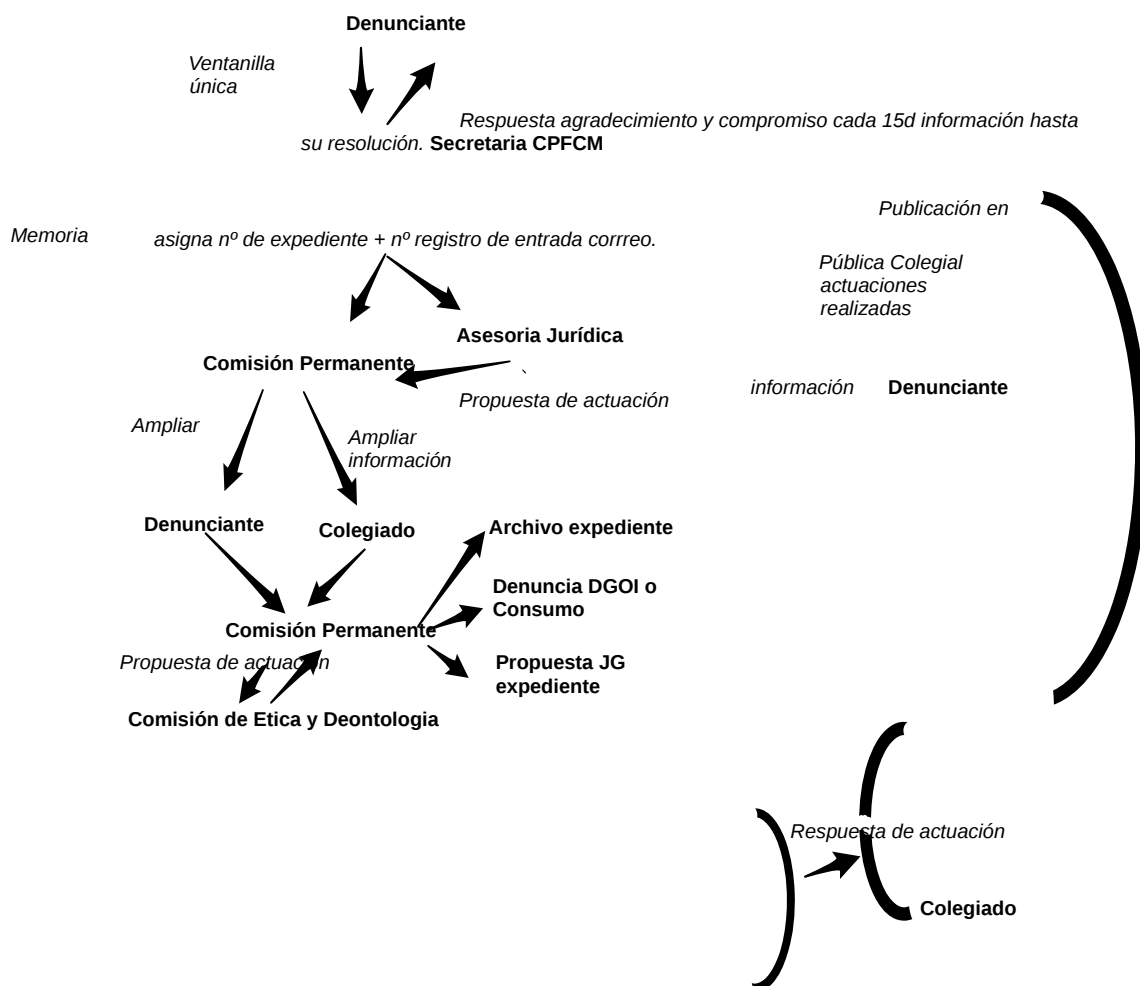 Denunciante
Ventanilla
única
Respuesta agradecimiento y compromiso cada 15d información hasta
su resolución. Secretaria CPFCM
Publicación en
Memoria
asigna nº de expediente + nº registro de entrada corrreo.
Pública Colegial
actuaciones
realizadas
Asesoria Jurídica
Comisión Permanente
Propuesta de actuación
información Denunciante
Ampliar
Ampliar
información
Denunciante
Colegiado
Archivo expediente
Denuncia DGOI o
Consumo
Comisión Permanente
Propuesta de actuación
Propuesta JG
expediente
Comisión de Etica y Deontologia
Respuesta de actuación
Colegiado